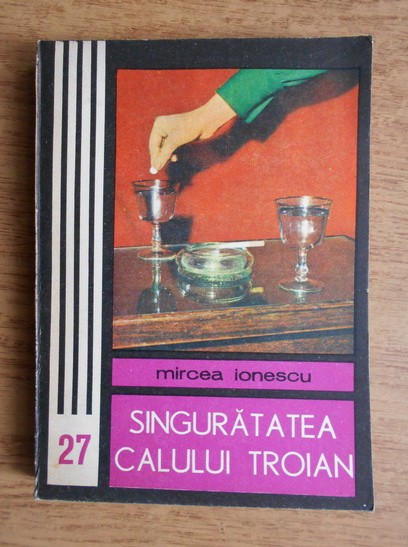 mircea ionescu
SINGURĂTATEA
CALULUI TROIAN
27